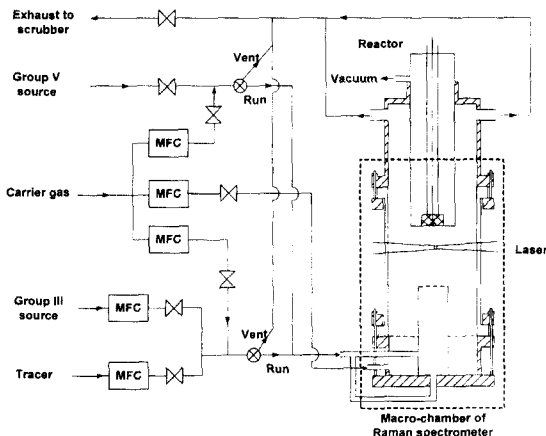 Exhaust to
scrubber
Vent
Reactor
Group V
source
Vacuum
Run
MFC
Carrier gas
MFC
MFC
Laser
Group III
source
MFC
Vent
Run
Tracer
MFC
Macro-chamber of
Raman spectrometer